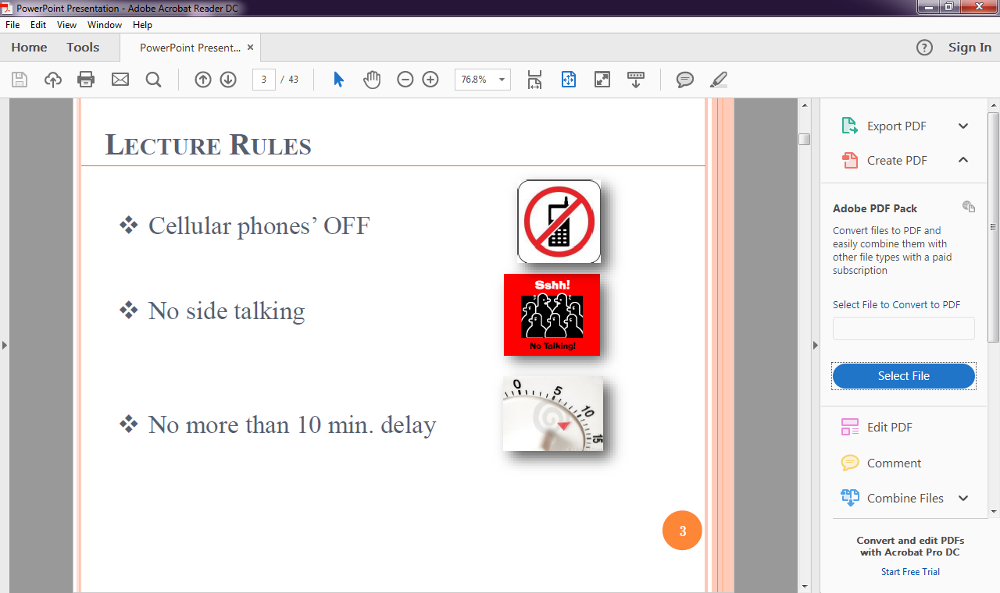 PowerPoint Presentation - Adobe Acrobat Reader DC
File Edit View Window Help
Home Tools PowerPoint Present... × Sign In
3 / 43 76.8%
LECTURE RULES
Cellular phones’ OFF
Sshh!
No side talking
No Talking!
0 5 10 15
No more than 10 min. delay
3
Export PDF
Create PDF
Adobe PDF Pack
Convert files to PDF and
easily combine them with
other file types with a paid
subscription
Select File to Convert to PDF
Select File
Edit PDF
Comment
Combine Files
Convert and edit PDFs
with Acrobat Pro DC
Start Free Trial